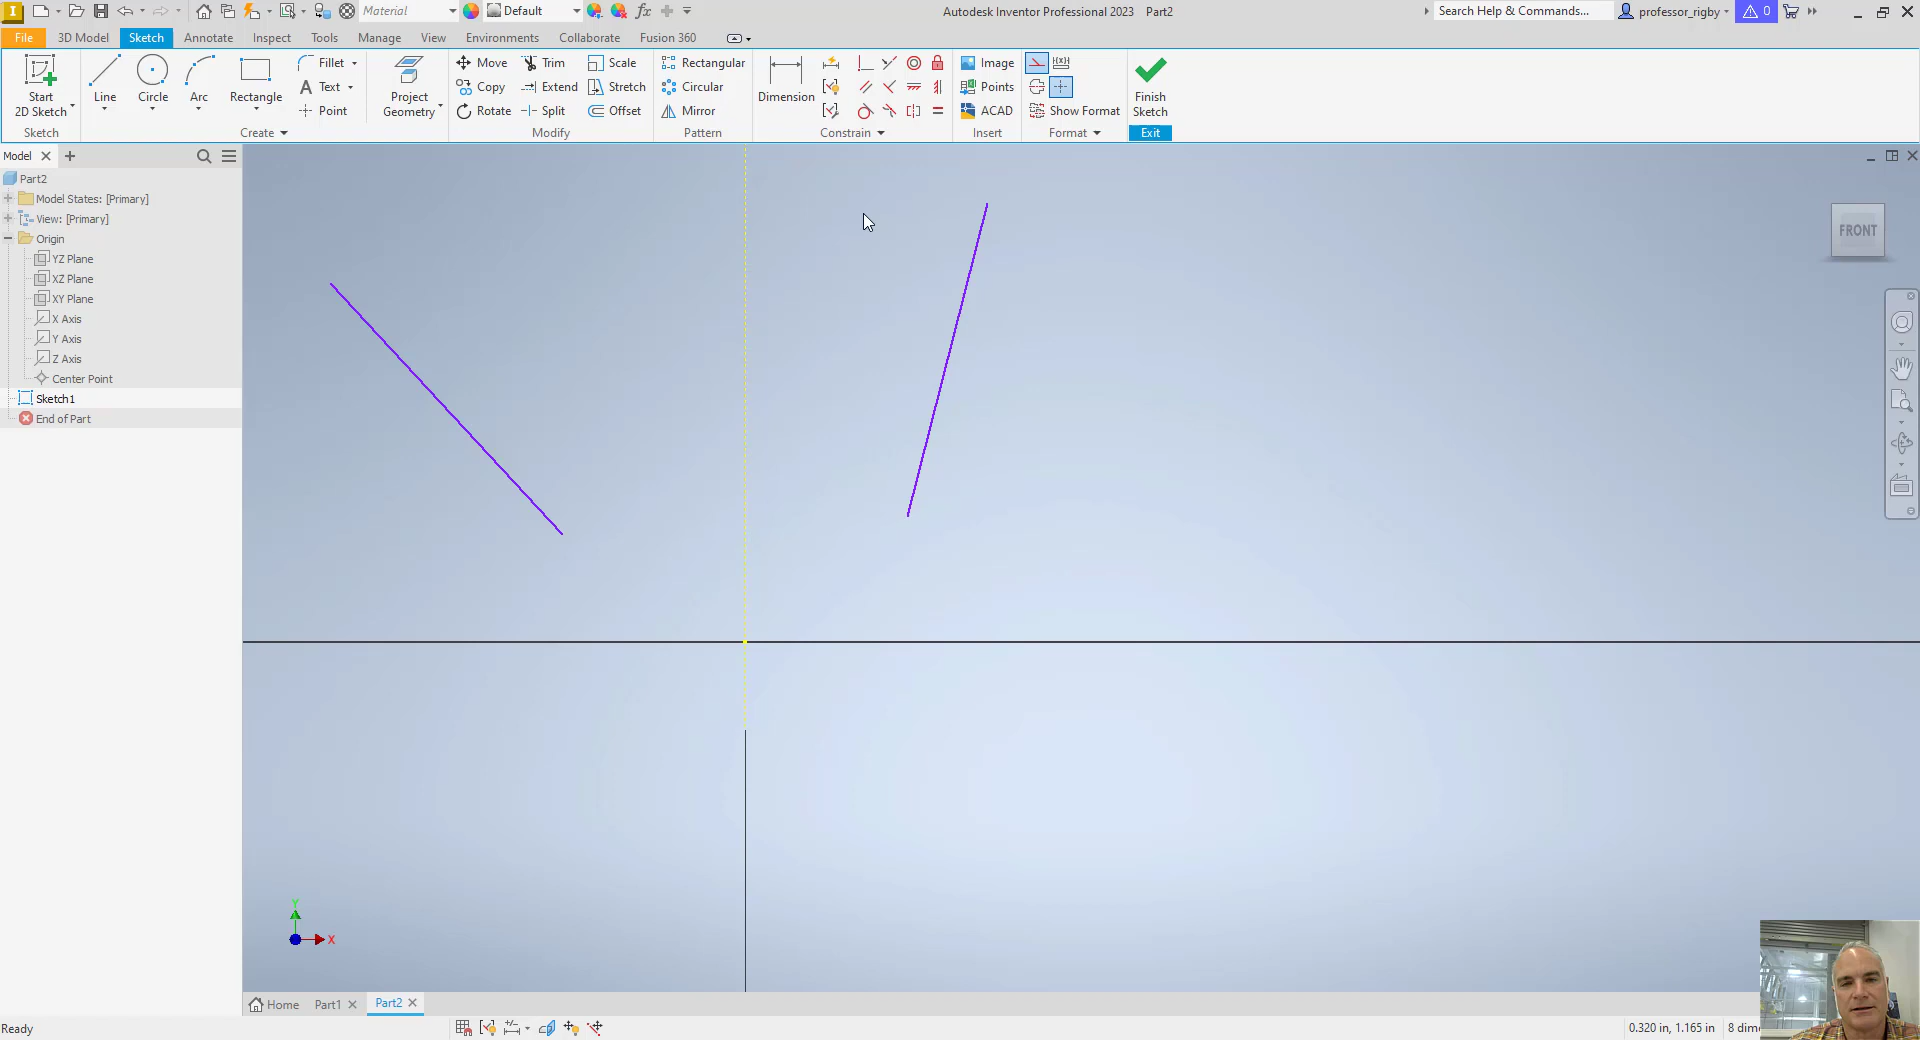 Material
Default
Autodesk Inventor Professional 2023 Part2
Search Help & Commands...
professor_rigby
0
File
3D Model
Sketch
Annotate
Inspect
Tools
Manage
View
Environments
Collaborate
Fusion 360
Start
2D Sketch
Line
Circle
Arc
Rectangle
Fillet
Text
Point
Project
Geometry
Move
Copy
Rotate
Trim
Extend
Split
Scale
Stretch
Offset
Rectangular
Circular
Mirror
Dimension
Image
Points
ACAD
Show Format
Finish
Sketch
Sketch
Create
Modify
Pattern
Constrain
Insert
Format
Exit
Model
Part2
Model States: [Primary]
View: [Primary]
Origin
YZ Plane
XZ Plane
XY Plane
X Axis
Y Axis
Z Axis
Center Point
Sketch1
End of Part
FRONT
Y
X
Home
Part1
Part2
Ready
0.320 in, 1.165 in
8 dime